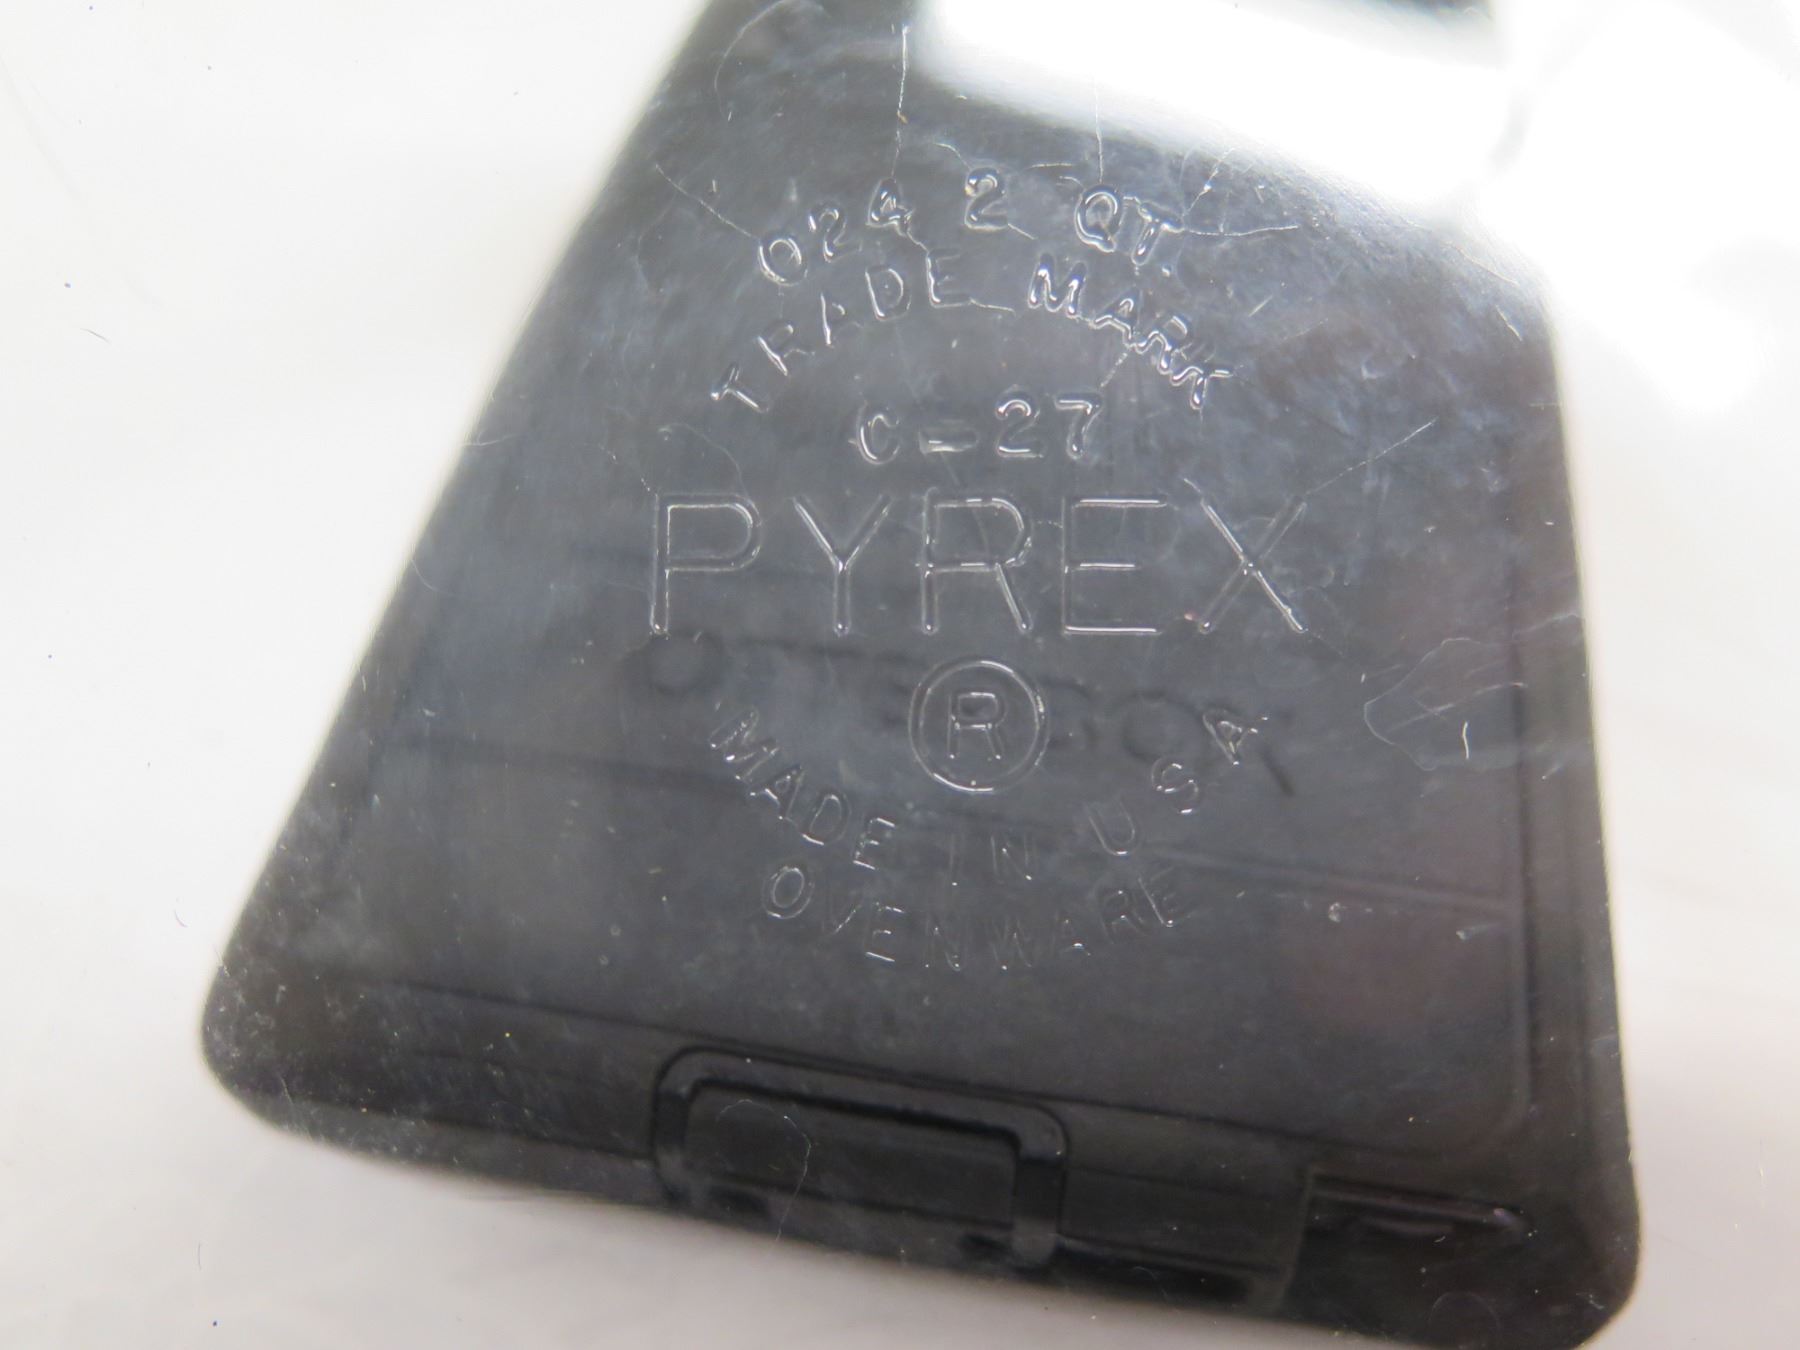 024 2 QT.
TRADE MARK
C-27
PYREX
®
MADE IN U S A
OVENWARE